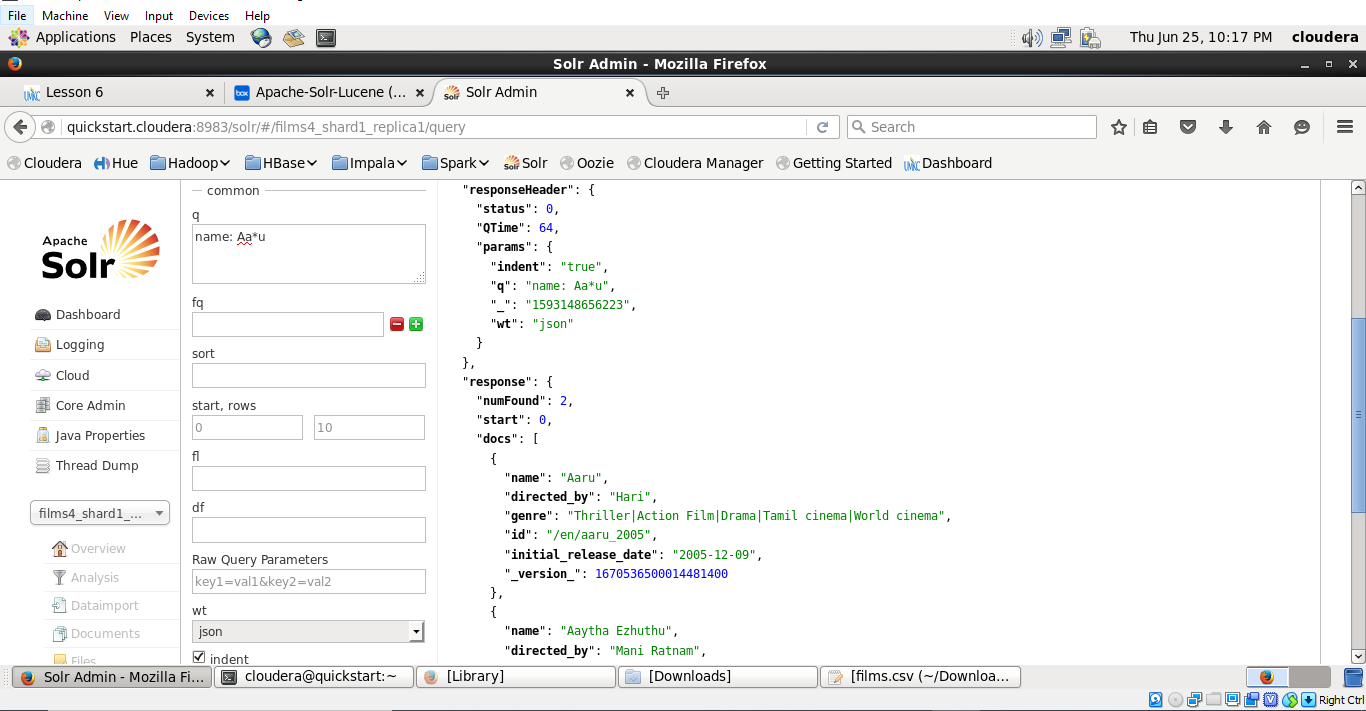 File Machine View Input Devices Help
Applications Places System Thu Jun 25, 10:17 PM cloudera
Solr Admin - Mozilla Firefox
UMKC Lesson 6 box Apache-Solr-Lucene (... Solr Admin
quickstart.cloudera:8983/solr/#/films4_shard1_replica1/query Search
Cloudera Hue Hadoop HBase Impala Spark Solr Oozie Cloudera Manager Getting Started UMKC Dashboard
Apache
Solr
Dashboard
Logging
Cloud
Core Admin
Java Properties
Thread Dump
films4_shard1_...
Overview
Analysis
Dataimport
Documents
Files
common
q
name: Aa*u
fq
sort
start, rows
0 10
fl
df
Raw Query Parameters
key1=val1&key2=val2
wt
json
indent
"responseHeader": {
"status": 0,
"QTime": 64,
"params": {
"indent": "true",
"q": "name: Aa*u",
"_": "1593148656223",
"wt": "json"
}
},
"response": {
"numFound": 2,
"start": 0,
"docs": [
{
"name": "Aaru",
"directed_by": "Hari",
"genre": "Thriller|Action Film|Drama|Tamil cinema|World cinema",
"id": "/en/aaru_2005",
"initial_release_date": "2005-12-09",
"_version_": 1670536500014481400
},
{
"name": "Aaytha Ezhuthu",
"directed_by": "Mani Ratnam",
Solr Admin - Mozilla Fi... cloudera@quickstart:~ [Library] [Downloads] [films.csv (~/Downloa...
Right Ctrl